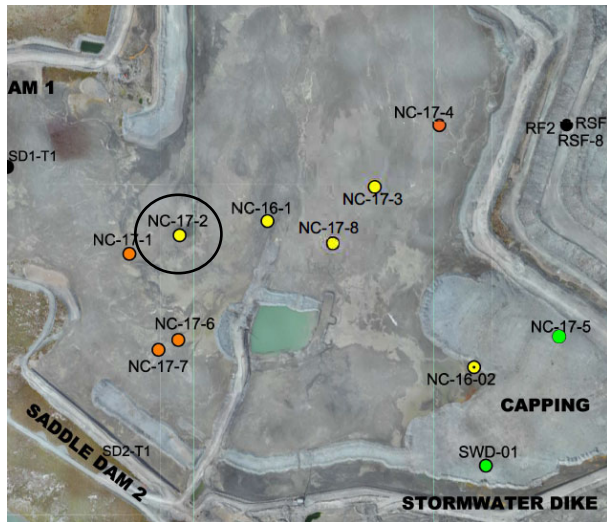 AM 1
NC-17-4
RF2
RSF
RSF-8
SD1-T1
NC-17-3
NC-17-2
NC-16-1
NC-17-8
NC-17-1
NC-17-6
NC-17-5
NC-17-7
NC-16-02
CAPPING
SADDLE DAM 2
SD2-T1
SWD-01
STORMWATER DIKE